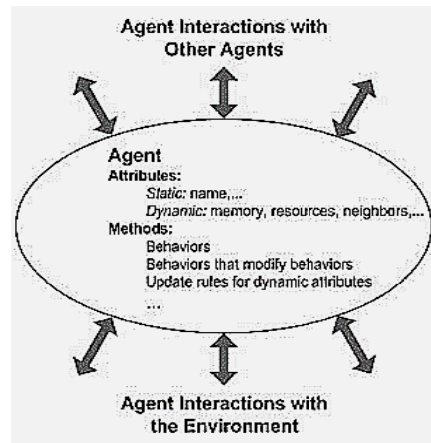 Agent Interactions with
Other Agents
Agent
Attributes:
Static: name,...
Dynamic: memory, resources, neighbors,...
Methods:
Behaviors
Behaviors that modify behaviors
Update rules for dynamic attributes
...
Agent Interactions with
the Environment